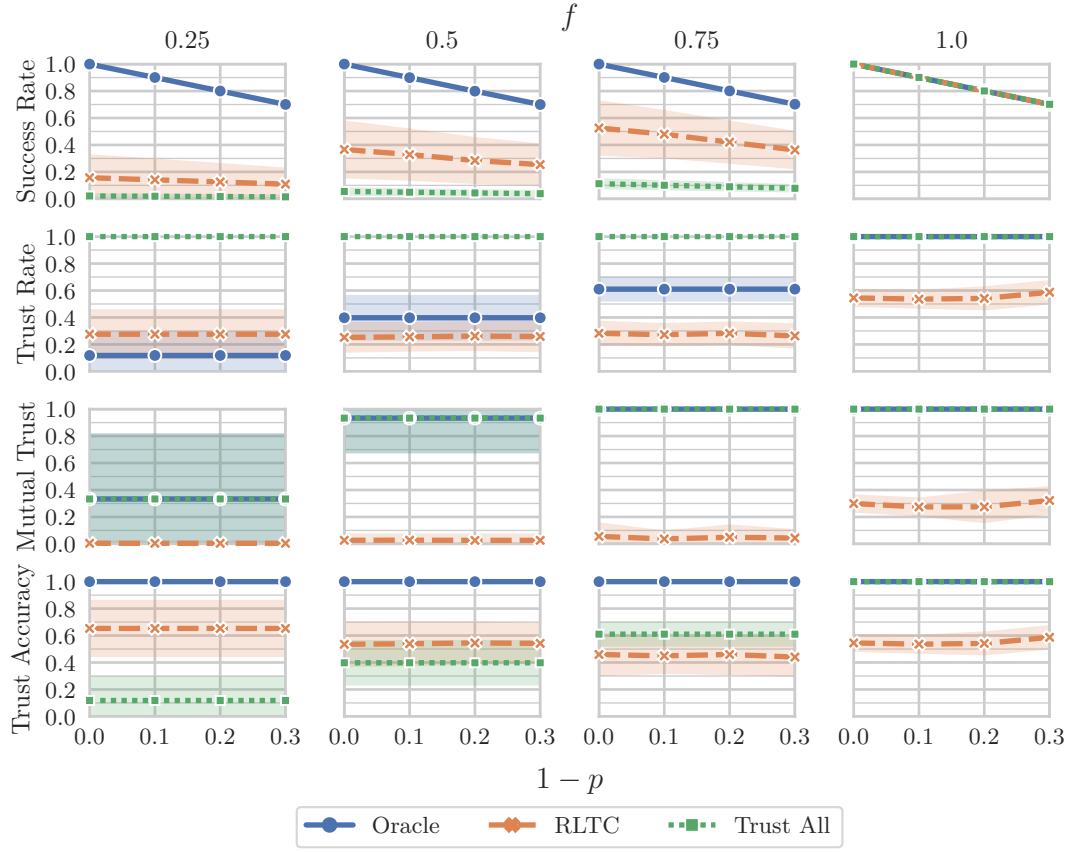 f
0.25 0.5 0.75 1.0
Success Rate
1.0
0.8
0.6
0.4
0.2
0.0
Trust Rate
1.0
0.8
0.6
0.4
0.2
0.0
Mutual Trust
1.0
0.8
0.6
0.4
0.2
0.0
Trust Accuracy
1.0
0.8
0.6
0.4
0.2
0.0
0.0 0.1 0.2 0.3 0.0 0.1 0.2 0.3 0.0 0.1 0.2 0.3 0.0 0.1 0.2 0.3
1 − p
Oracle RLTC Trust All